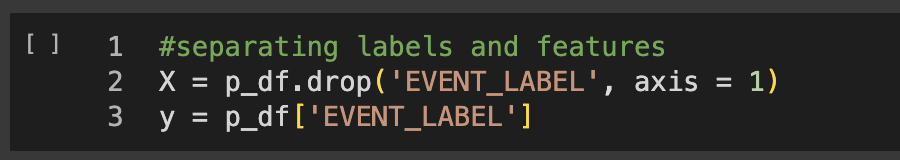 [ ] 1 #separating labels and features
2 X = p_df.drop('EVENT_LABEL', axis = 1)
3 y = p_df['EVENT_LABEL']